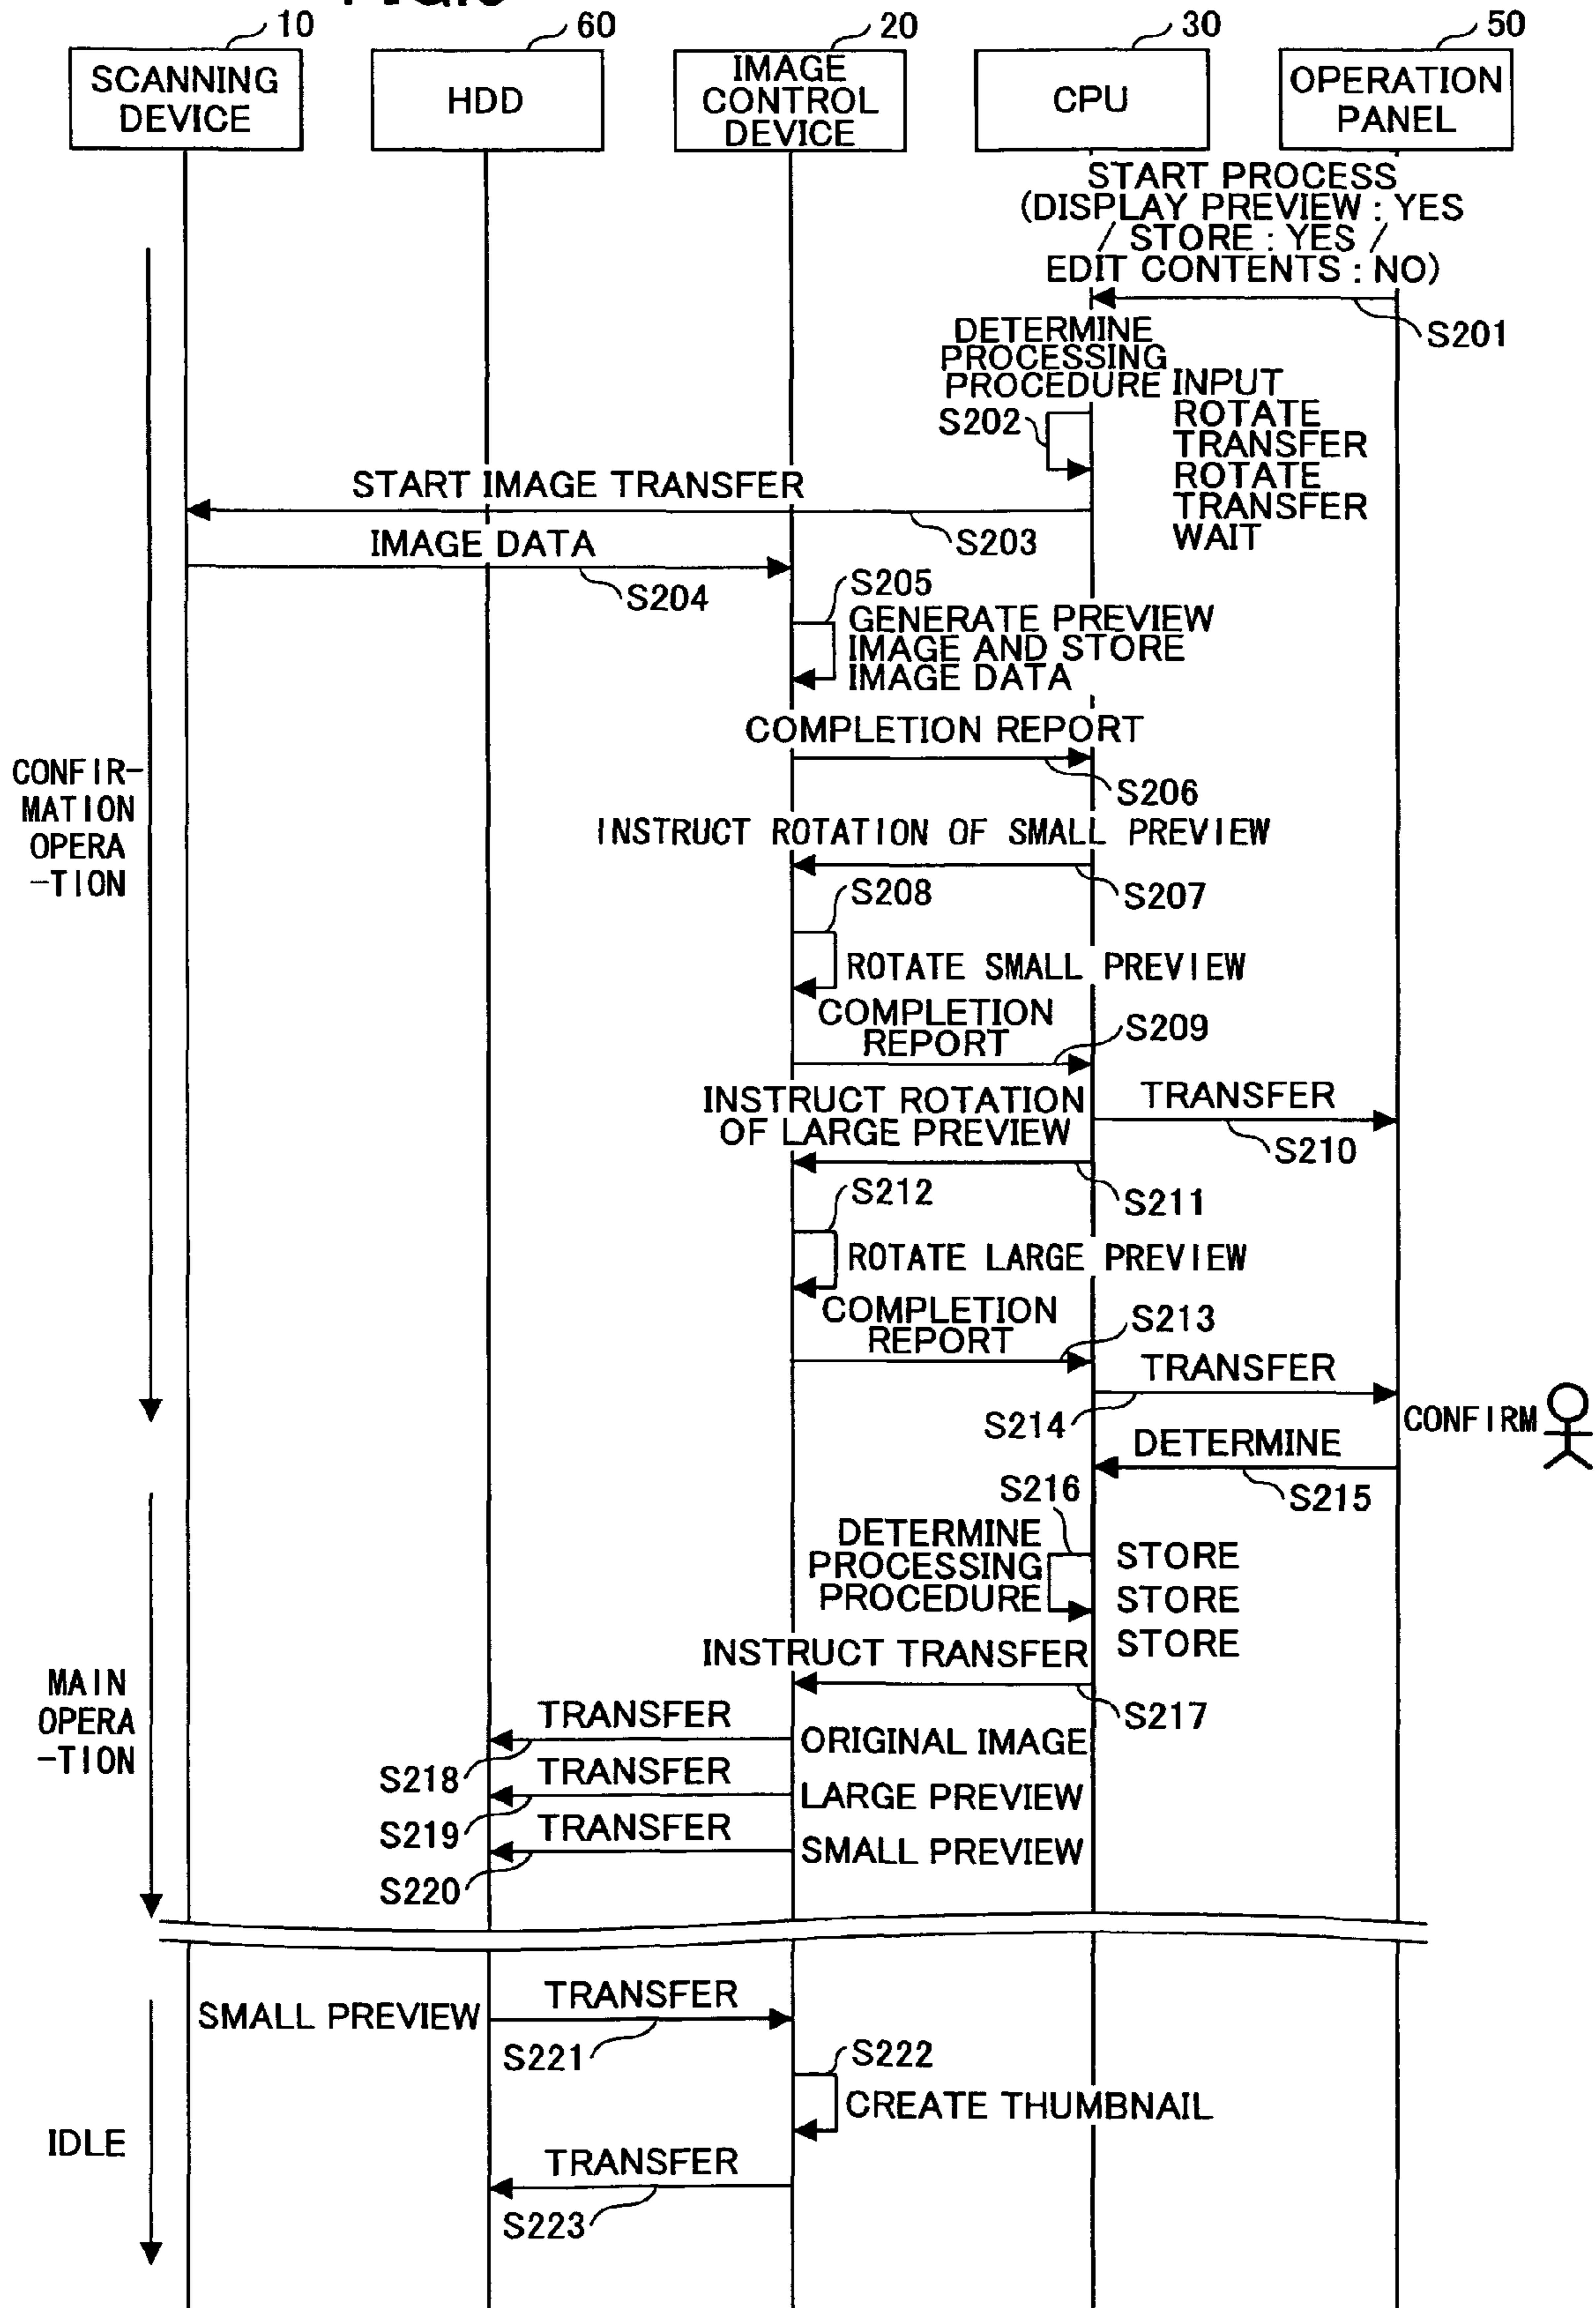 10
60
20
30
50
SCANNING
DEVICE
HDD
IMAGE
CONTROL
DEVICE
CPU
OPERATION
PANEL
START PROCESS
(DISPLAY PREVIEW : YES
/ STORE : YES /
EDIT CONTENTS : NO)
S201
DETERMINE
PROCESSING
PROCEDURE
S202
INPUT
ROTATE
TRANSFER
ROTATE
TRANSFER
WAIT
START IMAGE TRANSFER
S203
IMAGE DATA
S204
S205
GENERATE PREVIEW
IMAGE AND STORE
IMAGE DATA
COMPLETION REPORT
S206
CONFIR-
MATION
OPERA
-TION
INSTRUCT ROTATION OF SMALL PREVIEW
S207
S208
ROTATE SMALL PREVIEW
COMPLETION
REPORT
S209
INSTRUCT ROTATION
OF LARGE PREVIEW
TRANSFER
S210
S211
S212
ROTATE LARGE PREVIEW
COMPLETION
REPORT
S213
TRANSFER
S214
CONFIRM
DETERMINE
S215
S216
DETERMINE
PROCESSING
PROCEDURE
STORE
STORE
STORE
INSTRUCT TRANSFER
S217
MAIN
OPERA
-TION
TRANSFER
ORIGINAL IMAGE
S218
TRANSFER
LARGE PREVIEW
S219
TRANSFER
SMALL PREVIEW
S220
SMALL PREVIEW
TRANSFER
S221
S222
CREATE THUMBNAIL
IDLE
TRANSFER
S223